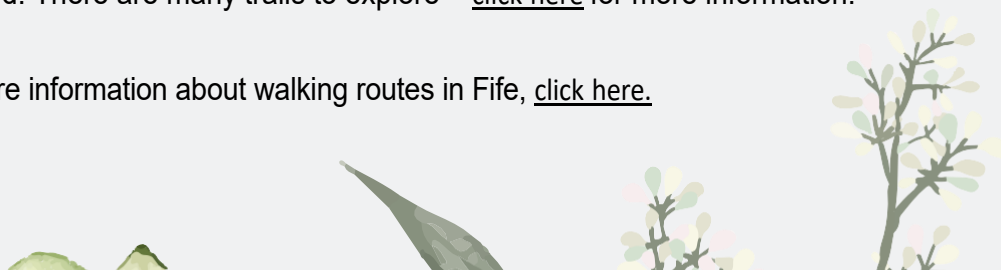 There are many trails to explore – click here for more information.
re information about walking routes in Fife, click here.